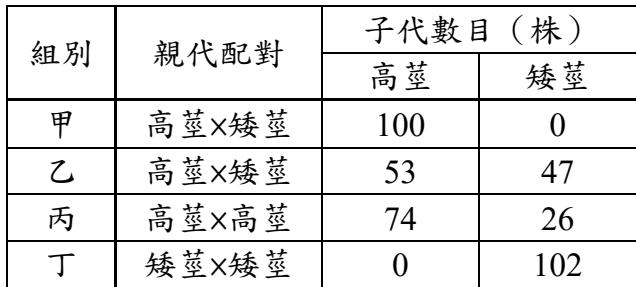 組別 親代配對 子代數目（株）
高莖 矮莖
甲 高莖×矮莖 100 0
乙 高莖×矮莖 53 47
丙 高莖×高莖 74 26
丁 矮莖×矮莖 0 102